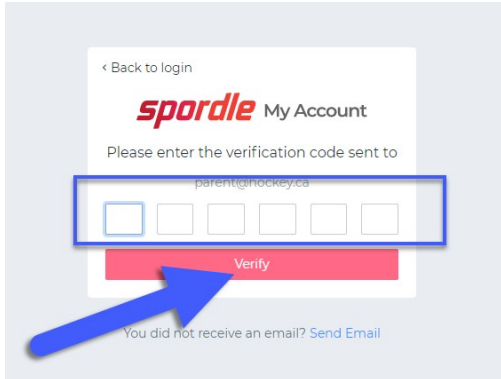 < Back to login
spordle My Account
Please enter the verification code sent to
parent@hockey.ca
Verify
You did not receive an email? Send Email